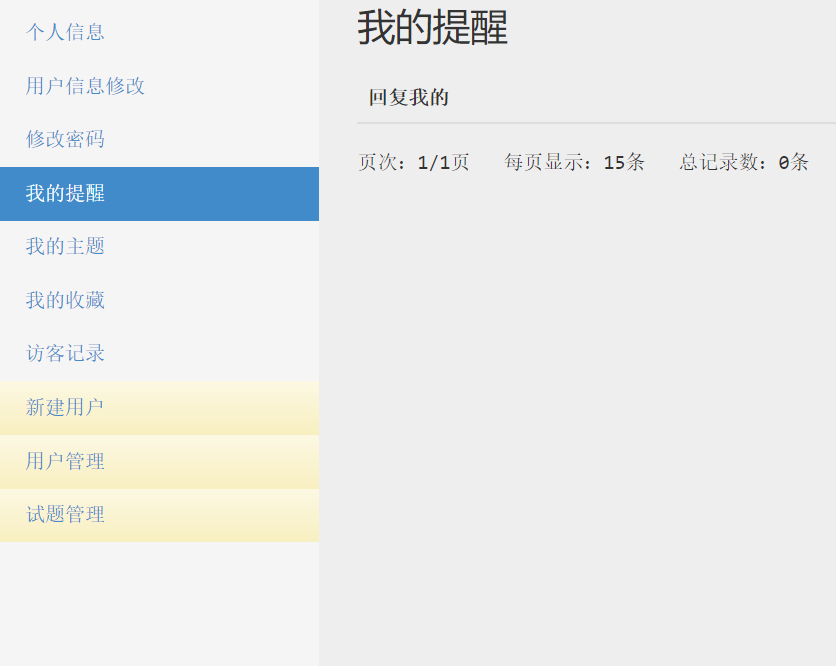 个人信息
用户信息修改
修改密码
我的提醒
我的主题
我的收藏
访客记录
新建用户
用户管理
试题管理
我的提醒
回复我的
页次：1/1页 每页显示：15条 总记录数：0条